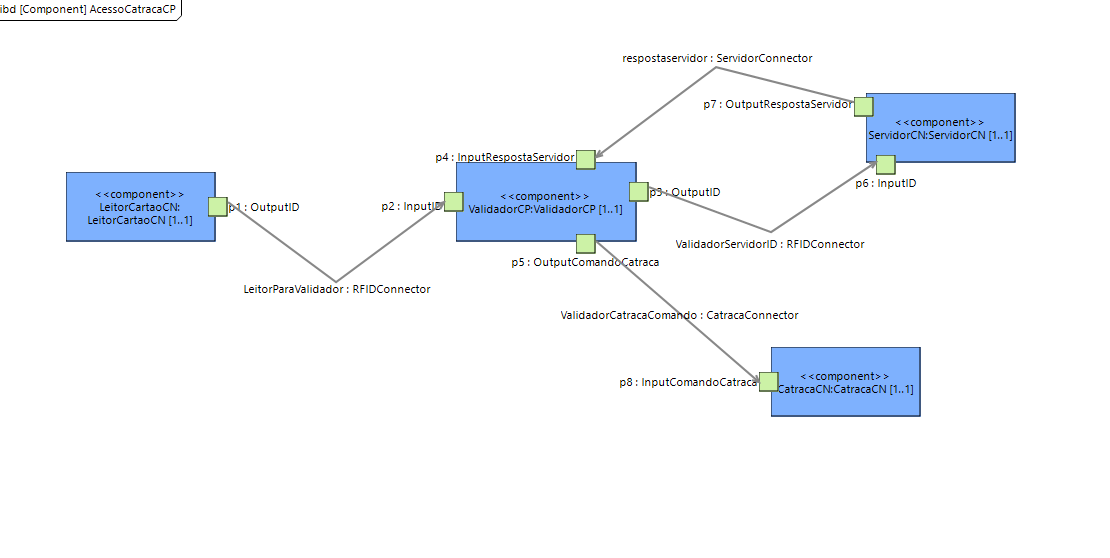 ibd [Component] AcessoCatracaCP
respostaservidor : ServidorConnector
p7 : OutputRespostaServidor
<<component>>
ServidorCN:ServidorCN [1..1]
p6 : InputID
p4 : InputRespostaServidor
<<component>>
LeitorCartaoCN:
LeitorCartaoCN [1..1]
p1 : OutputID
p2 : InputID
<<component>>
ValidadorCP:ValidadorCP [1..1]
p3 : OutputID
ValidadorServidorID : RFIDConnector
p5 : OutputComandoCatraca
LeitorParaValidador : RFIDConnector
ValidadorCatracaComando : CatracaConnector
p8 : InputComandoCatraca
<<component>>
CatracaCN:CatracaCN [1..1]